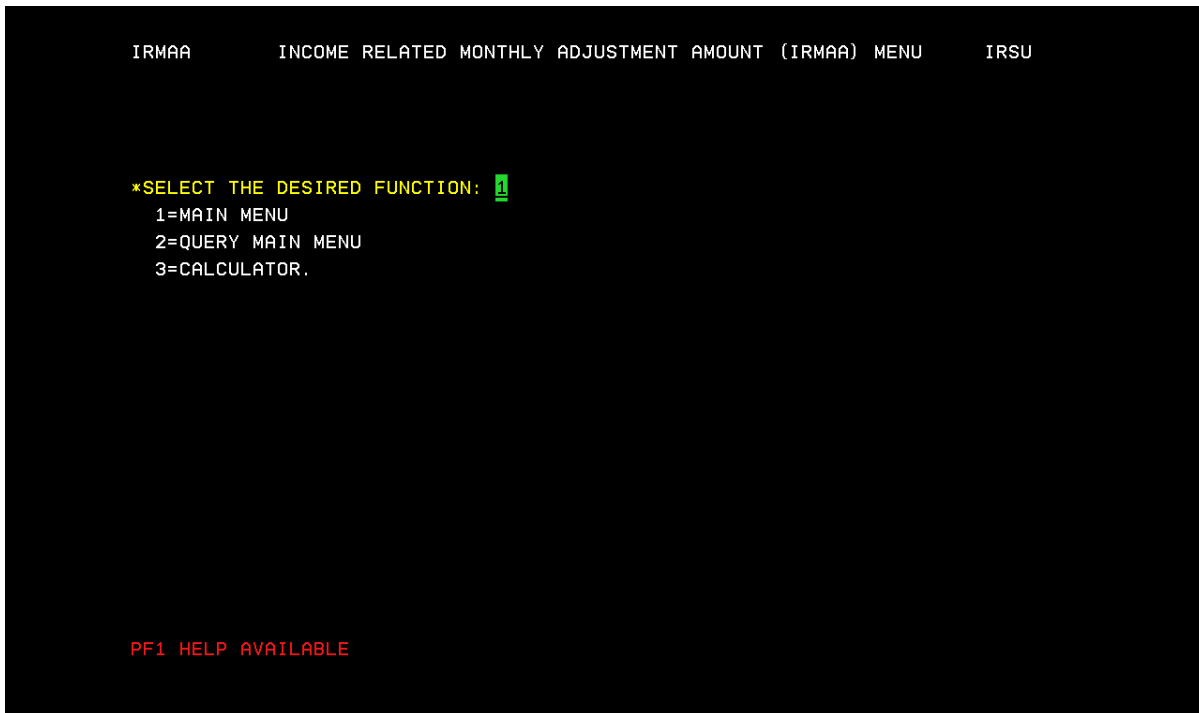 IRMAA INCOME RELATED MONTHLY ADJUSTMENT AMOUNT (IRMAA) MENU IRSU
*SELECT THE DESIRED FUNCTION: 1
1=MAIN MENU
2=QUERY MAIN MENU
3=CALCULATOR.
PF1 HELP AVAILABLE